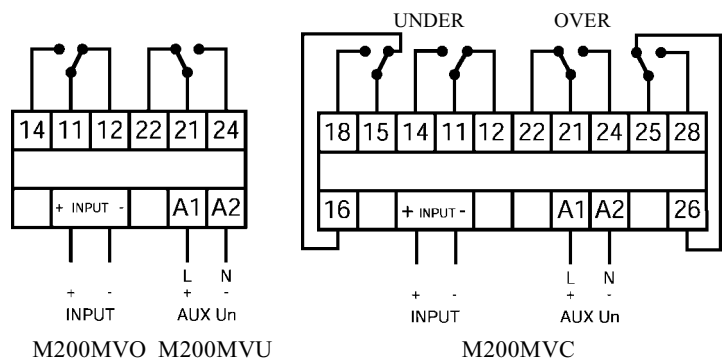 UNDER OVER
14 11 12 22 21 24
18 15 14 11 12 22 21 24 25 28
+ INPUT - A1 A2
16 + INPUT - A1 A2 26
L N
+ - + -
INPUT AUX Un
L N
+ - + -
INPUT AUX Un
M200MVO M200MVU
M200MVC